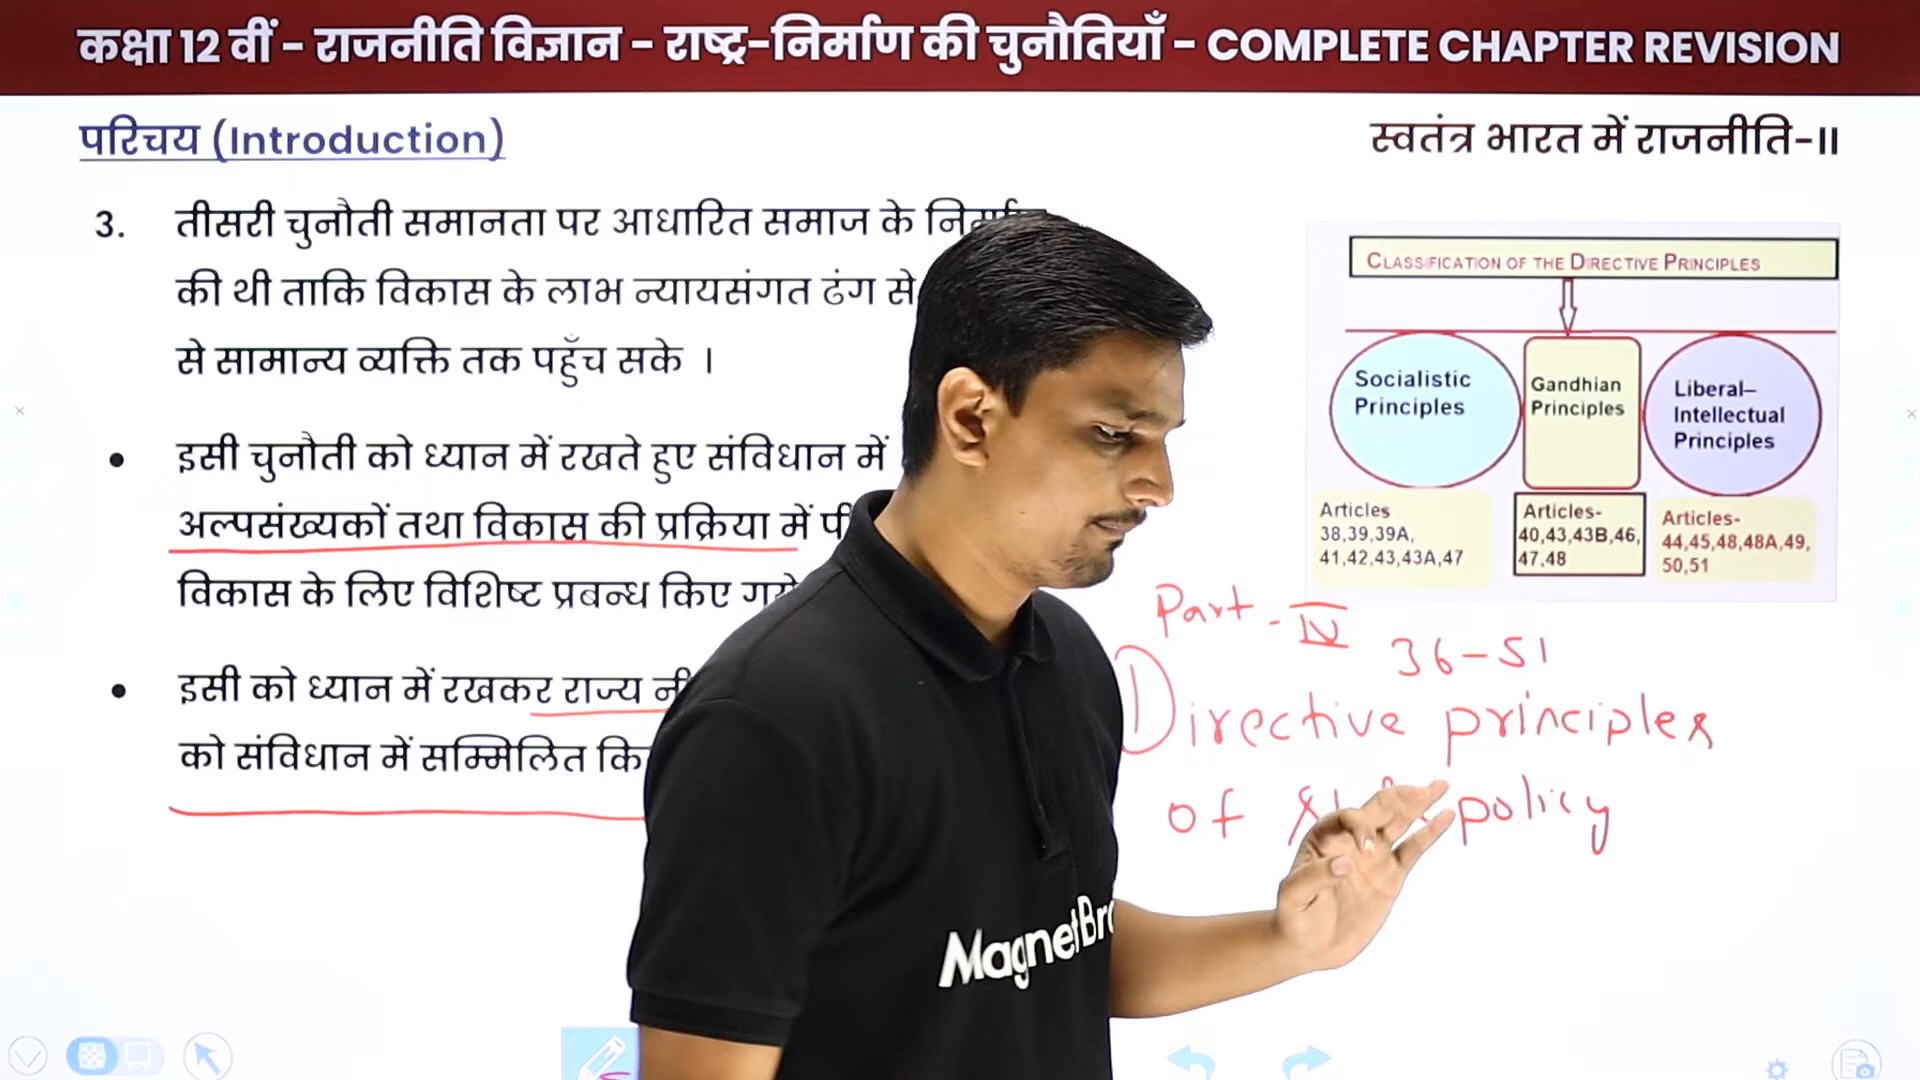 कक्षा 12 वीं - राजनीति विज्ञान - राष्ट्र-निर्माण की चुनौतियाँ - COMPLETE CHAPTER REVISION
परिचय (Introduction)
स्वतंत्र भारत में राजनीति-II
3. तीसरी चुनौती समानता पर आधारित समाज के
की थी ताकि विकास के लाभ न्यायसंगत ढंग से
से सामान्य व्यक्ति तक पहुँच सके ।
• इसी चुनौती को ध्यान में रखते हुए संविधान में
अल्पसंख्यकों तथा विकास की प्रक्रिया में
विकास के लिए विशिष्ट प्रबन्ध किए गये
• इसी को ध्यान में रखकर राज्य
को संविधान में सम्मिलित
CLASSIFICATION OF THE DIRECTIVE PRINCIPLES
Socialistic
Principles
Gandhian
Principles
Liberal-
Intellectual
Principles
Articles
38,39,39A,
41,42,43,43A,47
Articles-
40,43,43B,46,
47,48
Articles-
44,45,48,48A,49,
50,51
Part - IV
36-51
Directive principles
of policy